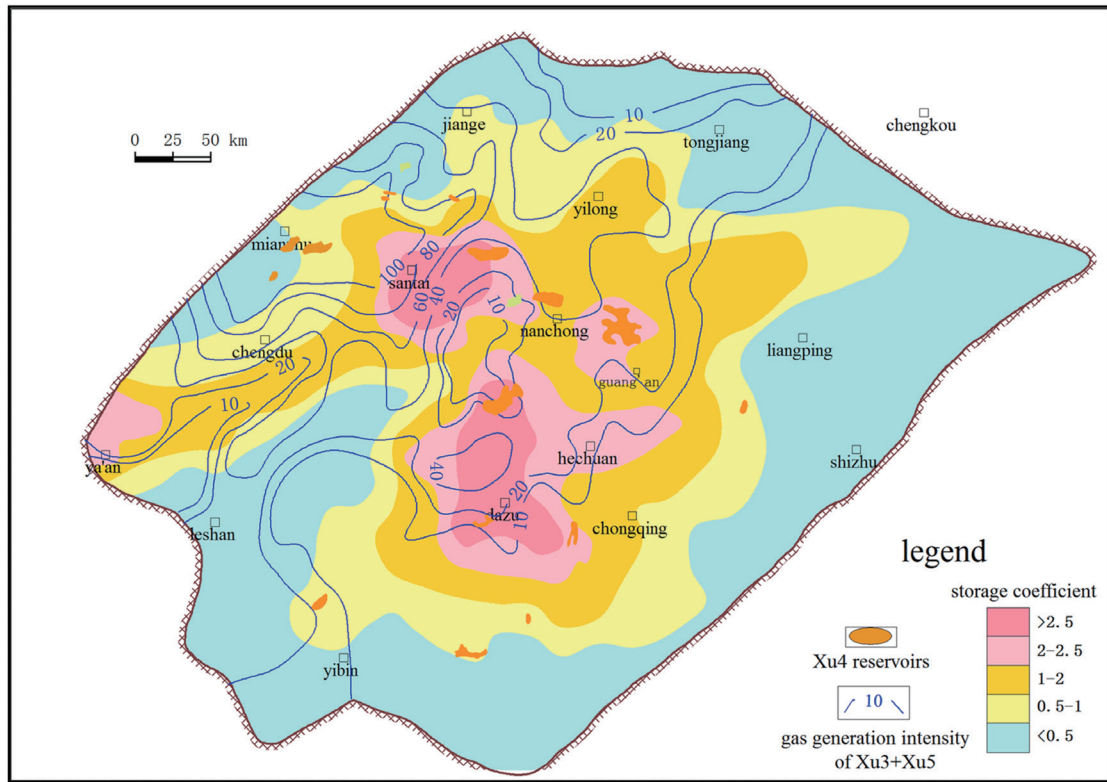 10
chengkou
jiange
20
tongjiang
0 25 50 km
yilong
80
100
santai
60
40
20
10
nanchong
chengdu
20
liangping
guang'an
10
ya'an
hechuan
40
shizhu
20
10
leshan
chongqing
legend
storage coefficient
>2.5
2-2.5
Xu4 reservoirs
1-2
yibin
10
0.5-1
gas generation intensity
<0.5
of Xu3+Xu5